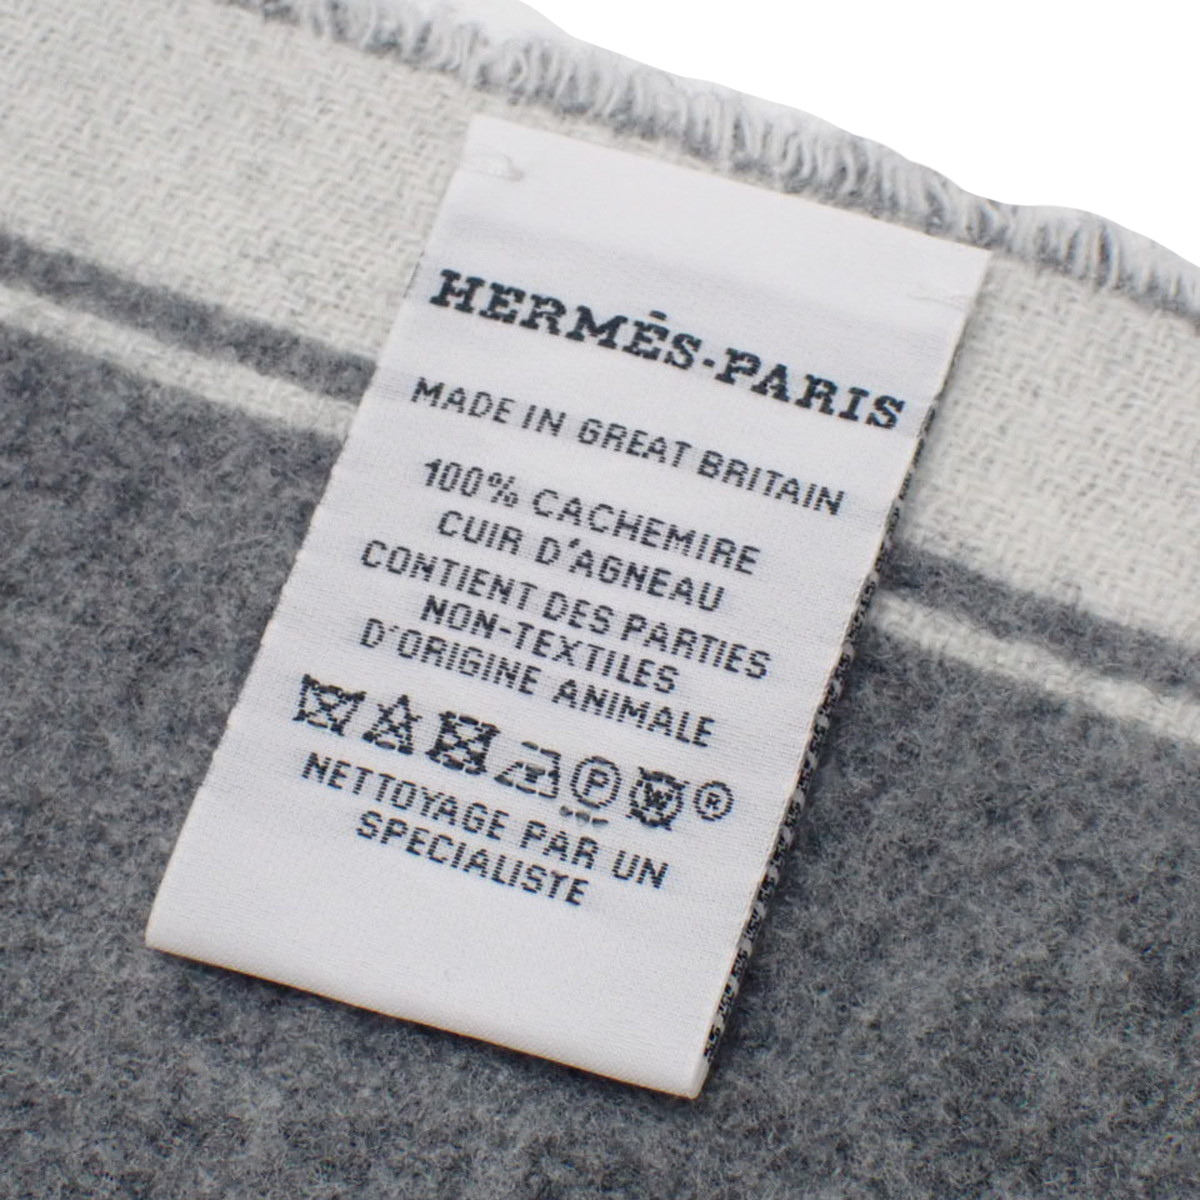 HERMÈS-PARIS
MADE IN GREAT BRITAIN
100% CACHEMIRE
CUIR D'AGNEAU
CONTIENT DES PARTIES
NON-TEXTILES
D'ORIGINE ANIMALE
P W ®
NETTOYAGE PAR UN
SPECIALISTE